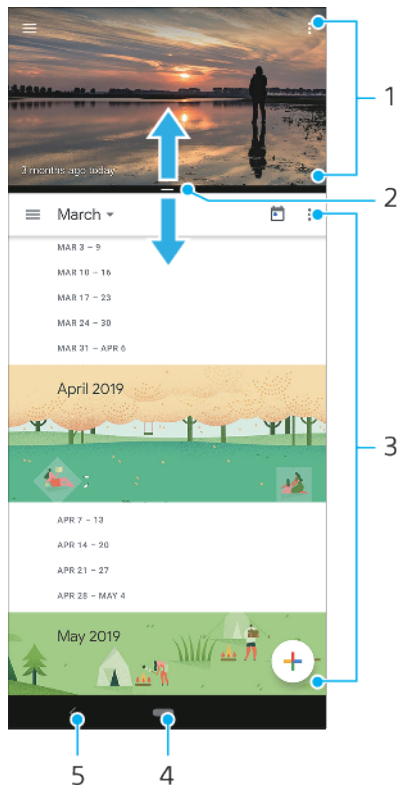 3 months ago today
1
2
March
MAR 3 – 9
MAR 10 – 16
MAR 17 – 23
MAR 24 – 30
MAR 31 – APR 6
April 2019
3
APR 7 – 13
APR 14 – 20
APR 21 – 27
APR 28 – MAY 4
May 2019
5
4